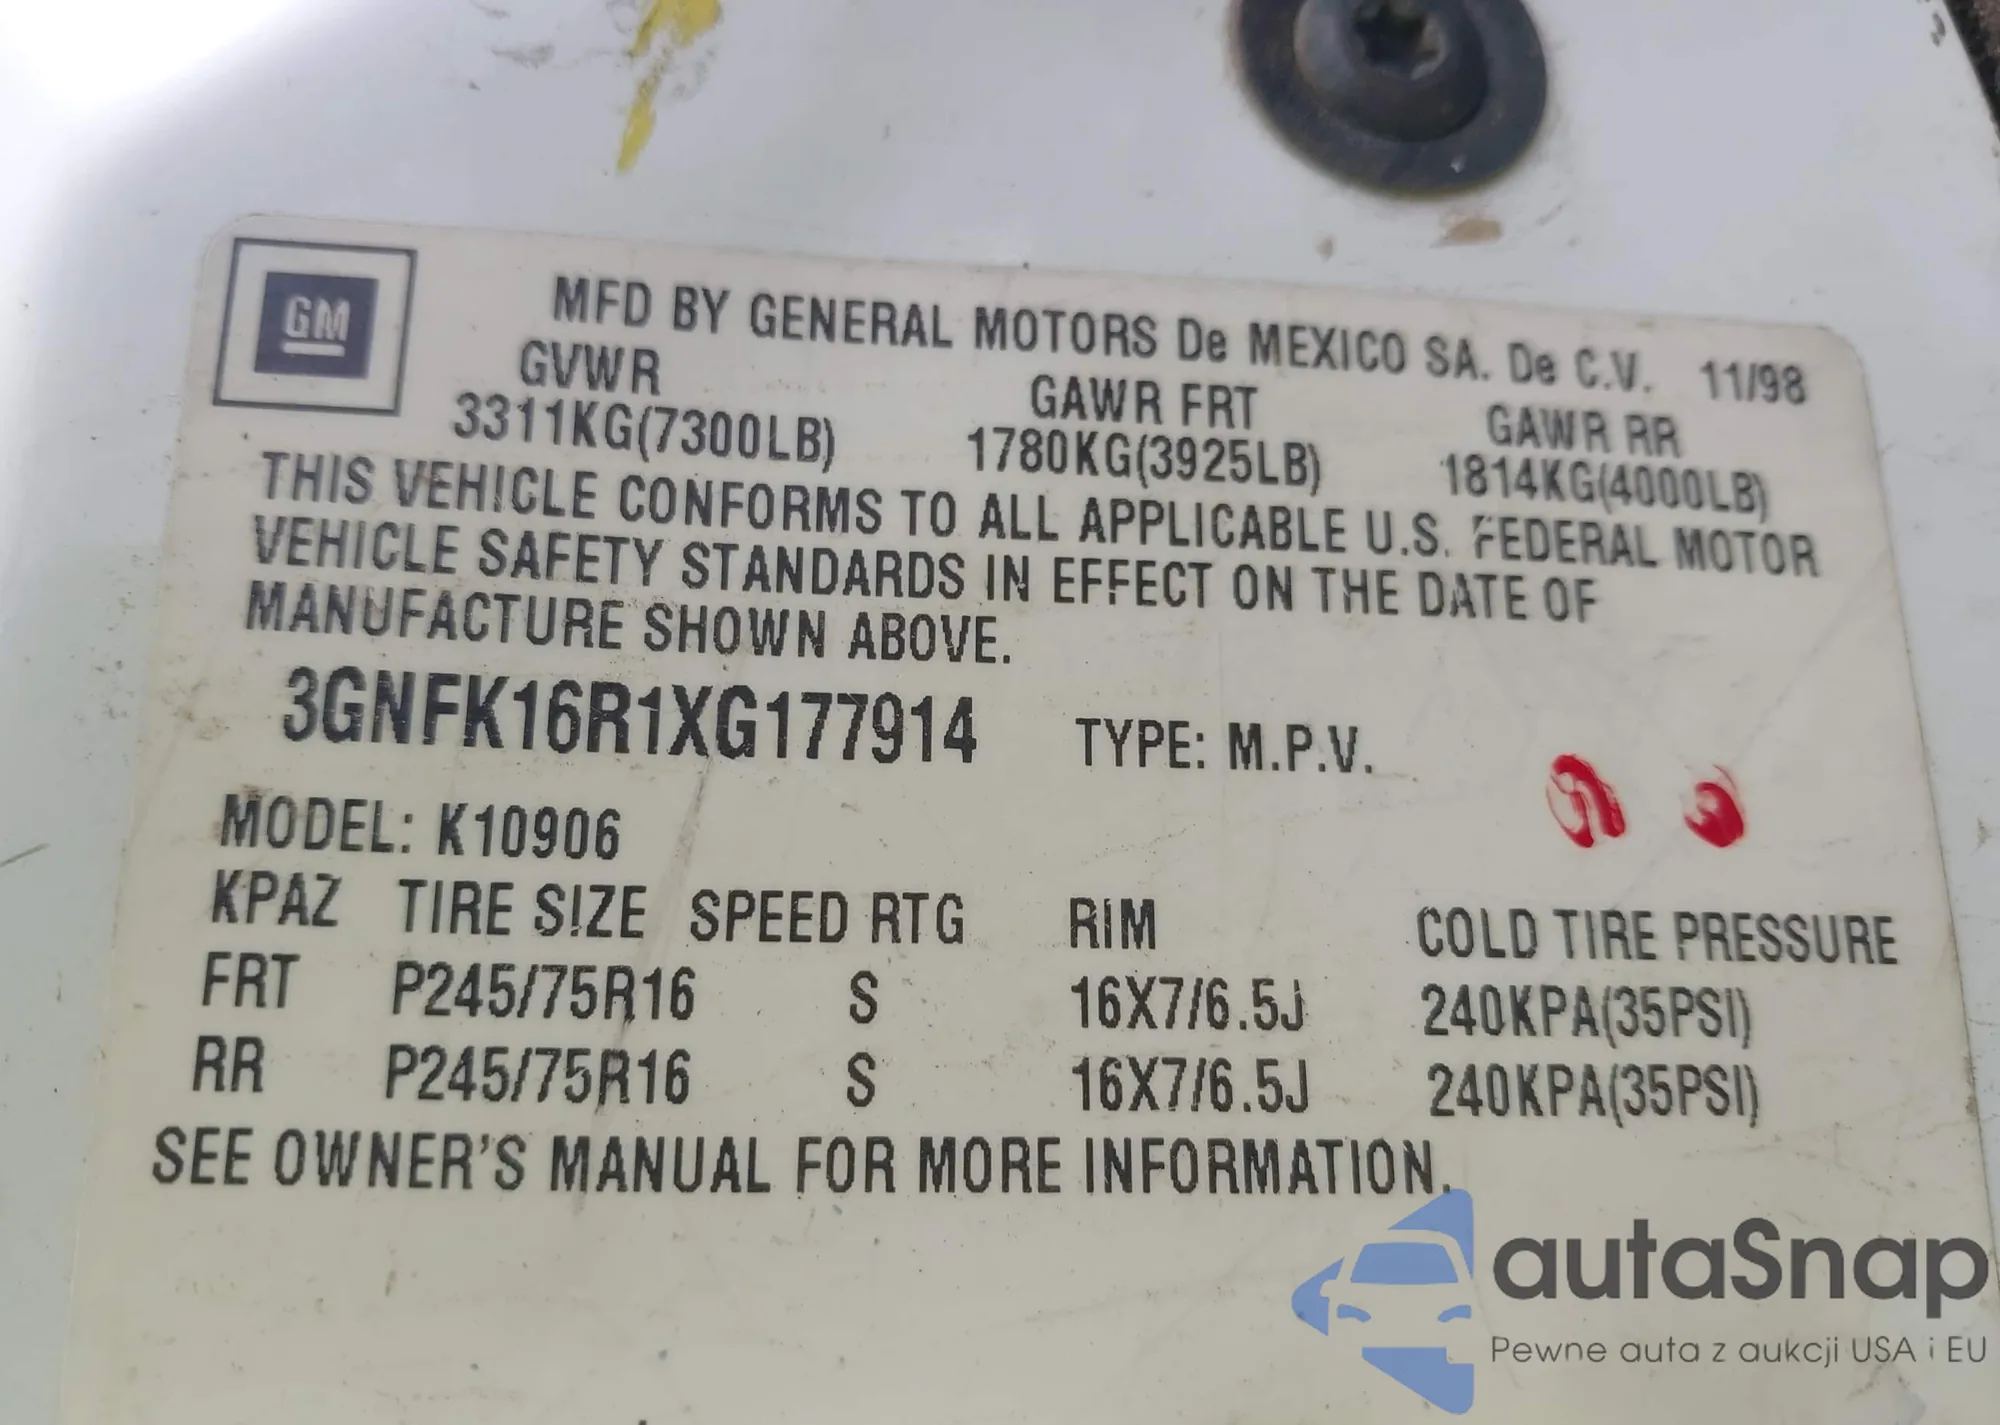 GM
MFD BY GENERAL MOTORS De MEXICO SA. De C.V. 11/98
GVWR GAWR FRT GAWR RR
3311KG(7300LB) 1780KG(3925LB) 1814KG(4000LB)
THIS VEHICLE CONFORMS TO ALL APPLICABLE U.S. FEDERAL MOTOR
VEHICLE SAFETY STANDARDS IN EFFECT ON THE DATE OF
MANUFACTURE SHOWN ABOVE.
3GNFK16R1XG177914 TYPE: M.P.V.
MODEL: K10906
KPAZ TIRE SIZE SPEED RTG RIM COLD TIRE PRESSURE
FRT P245/75R16 S 16X7/6.5J 240KPA(35PSI)
RR P245/75R16 S 16X7/6.5J 240KPA(35PSI)
SEE OWNER'S MANUAL FOR MORE INFORMATION.
autaSnap
Pewne auta z aukcji USA i EU